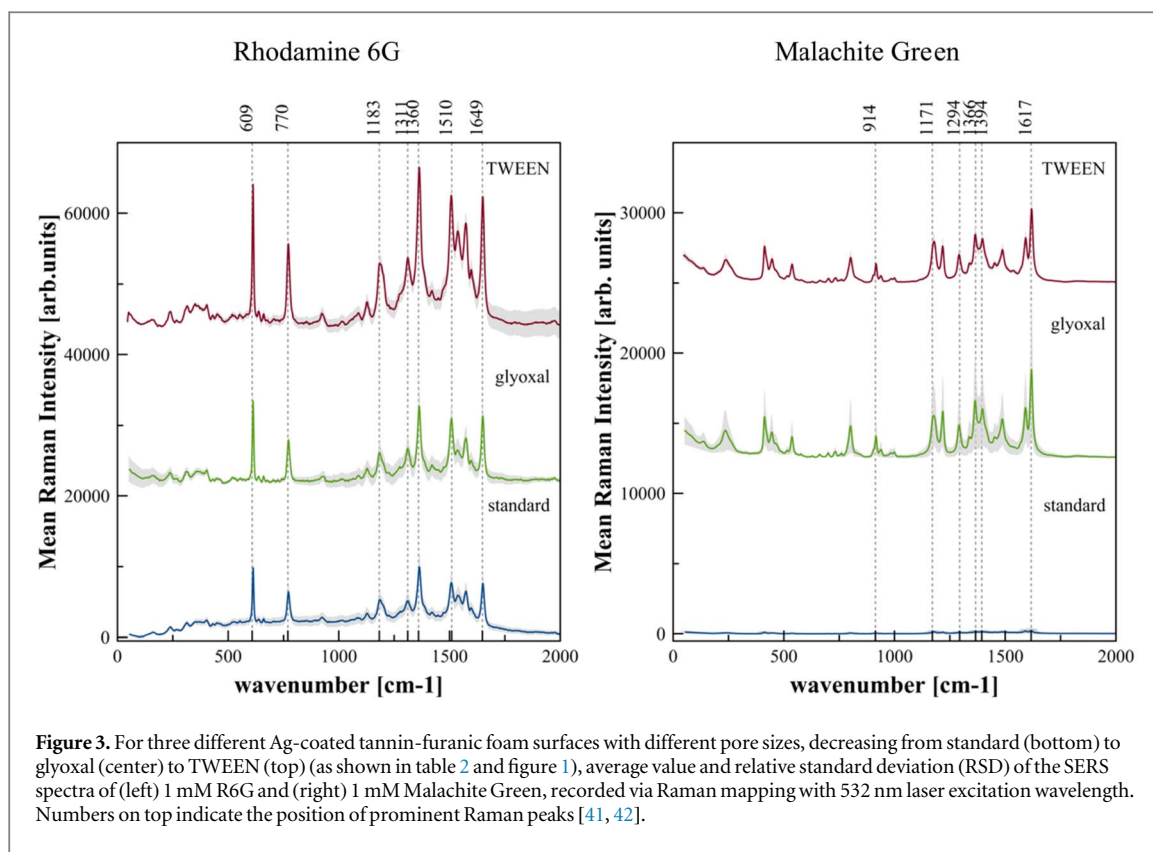 Rhodamine 6G
Malachite Green
609
770
1183
1311
1360
1510
1649
914
1171
1294
1366
1394
1617
TWEEN
glyoxal
standard
TWEEN
glyoxal
standard
Mean Raman Intensity [arb.units]
60000
40000
20000
0
Mean Raman Intensity [arb. units]
30000
20000
10000
0
0 500 1000 1500 2000
wavenumber [cm-1]
0 500 1000 1500 2000
wavenumber [cm-1]
Figure 3. For three different Ag-coated tannin-furanic foam surfaces with different pore sizes, decreasing from standard (bottom) to
glyoxal (center) to TWEEN (top) (as shown in table 2 and figure 1), average value and relative standard deviation (RSD) of the SERS
spectra of (left) 1 mM R6G and (right) 1 mM Malachite Green, recorded via Raman mapping with 532 nm laser excitation wavelength.
Numbers on top indicate the position of prominent Raman peaks [41, 42].